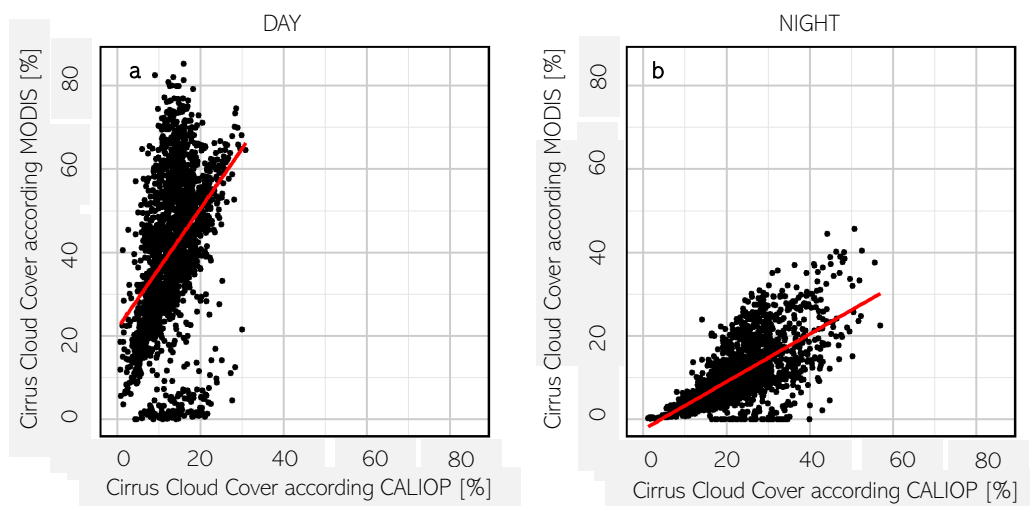 DAY
a
Cirrus Cloud Cover according MODIS [%]
80
60
40
20
0
0 20 40 60 80
Cirrus Cloud Cover according CALIOP [%]
NIGHT
b
Cirrus Cloud Cover according MODIS [%]
80
60
40
20
0
0 20 40 60 80
Cirrus Cloud Cover according CALIOP [%]